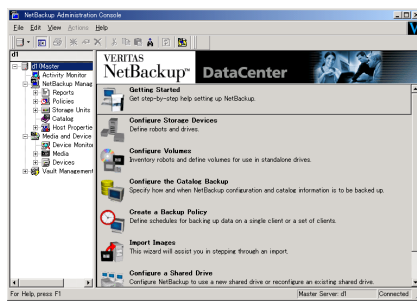 NetBackup Administration Console
File Edit View Actions Help
d1
d1(Master
Activity Monitor
NetBackup Manag
Reports
Policies
Storage Units
Catalog
Host Propertie
Media and Device
Device Monito
Media
Devices
Vault Management
VERITAS
NetBackup™ DataCenter
Getting Started
Get step-by-step help setting up NetBackup.
Configure Storage Devices
Define robots and drives.
Configure Volumes
Inventory robots and define volumes for use in standalone drives.
Configure the Catalog Backup
Specify how and when NetBackup configuration and catalog information is to be backed up.
Create a Backup Policy
Define schedules for backing up data on a single client or a set of clients.
Import Images
This wizard will assist you in stepping through an import.
Configure a Shared Drive
Configure NetBackup to use a new shared drive or reconfigure an existing shared drive.
For Help, press F1
Master Server: d1
Connected